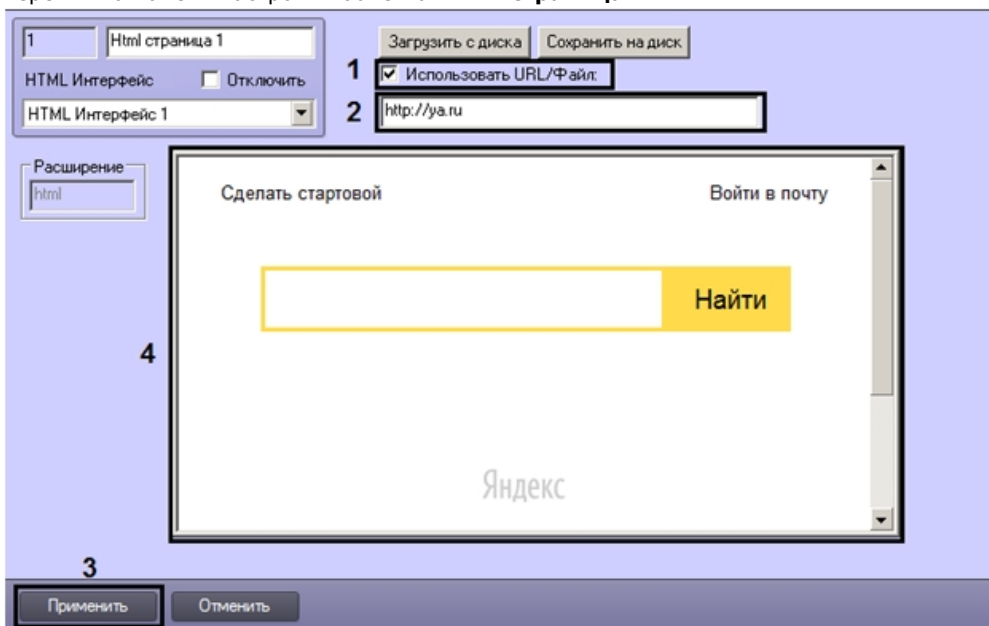 1
Html страница 1
Загрузить с диска
Сохранить на диск
HTML Интерфейс
Отключить
1
Использовать URL/Файл:
HTML Интерфейс 1
2
http://ya.ru
Расширение
html
Сделать стартовой
Войти в почту
Найти
4
Яндекс
3
Применить
Отменить